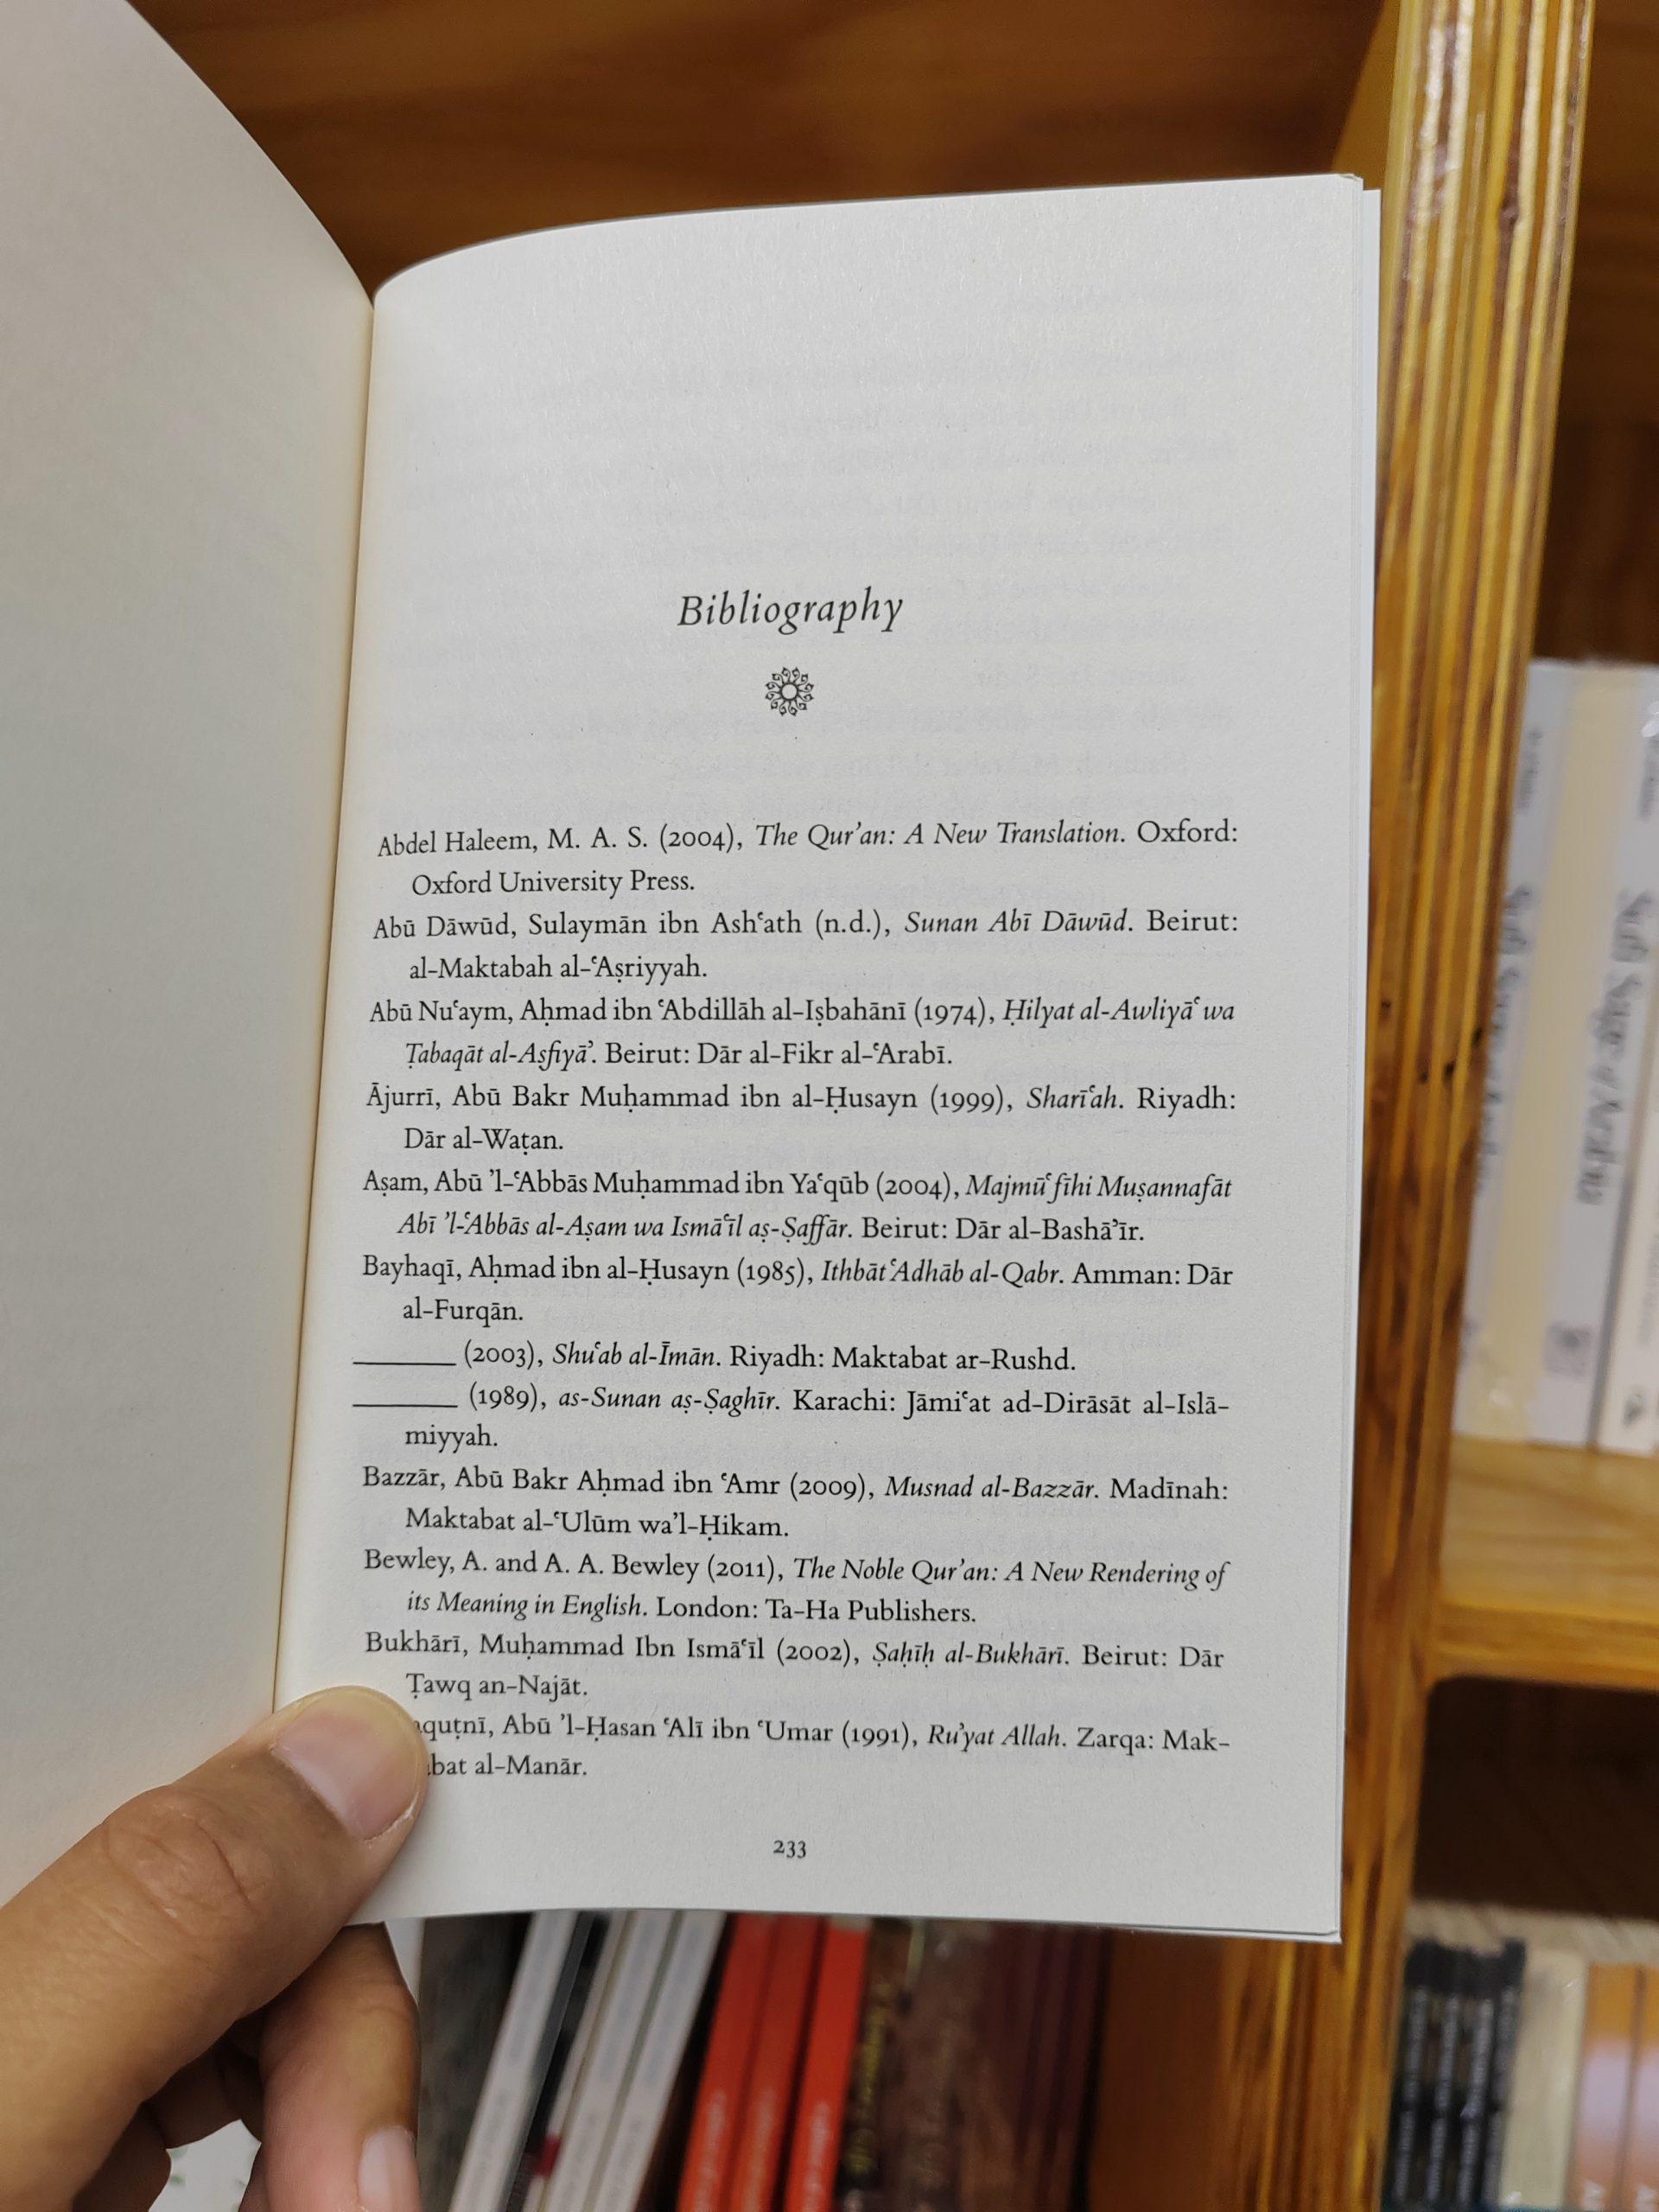 Bibliography
Abdel Haleem, M. A. S. (2004), The Qur'an: A New Translation. Oxford:
Oxford University Press.
Abū Dāwūd, Sulaymān ibn Ashʿath (n.d.), Sunan Abī Dāwūd. Beirut:
al-Maktabah al-ʿAṣriyyah.
Abū Nuʿaym, Aḥmad ibn ʿAbdillāh al-Iṣbahānī (1974), Ḥilyat al-Awliyāʿ wa
Ṭabaqāt al-Aṣfiyāʾ. Beirut: Dār al-Fikr al-ʿArabī.
Ājurrī, Abū Bakr Muḥammad ibn al-Ḥusayn (1999), Sharīʿah. Riyadh:
Dār al-Waṭan.
Aṣam, Abū ’l-ʿAbbās Muḥammad ibn Yaʿqūb (2004), Majmūʿ fīhi Muṣannafāt
Abī ’l-ʿAbbās al-Aṣam wa Ismāʿīl aṣ-Ṣaffār. Beirut: Dār al-Bashāʾir.
Bayhaqī, Aḥmad ibn al-Ḥusayn (1985), Ithbāt ʿAdhāb al-Qabr. Amman: Dār
al-Furqān.
_______ (2003), Shuʿab al-Īmān. Riyadh: Maktabat ar-Rushd.
_______ (1989), as-Sunan aṣ-Ṣaghīr. Karachi: Jāmiʿat ad-Dirāsāt al-Islā-
miyyah.
Bazzār, Abū Bakr Aḥmad ibn ʿAmr (2009), Musnad al-Bazzār. Madīnah:
Maktabat al-ʿUlūm wa’l-Ḥikam.
Bewley, A. and A. A. Bewley (2011), The Noble Qur’an: A New Rendering of
its Meaning in English. London: Ta-Ha Publishers.
Bukhārī, Muḥammad Ibn Ismāʿīl (2002), Ṣaḥīḥ al-Bukhārī. Beirut: Dār
Ṭawq an-Najāt.
Abū ’l-Ḥasan ʿAlī ibn ʿUmar (1991), Ru’yat Allah. Zarqa: Mak-
al-Manār.
233